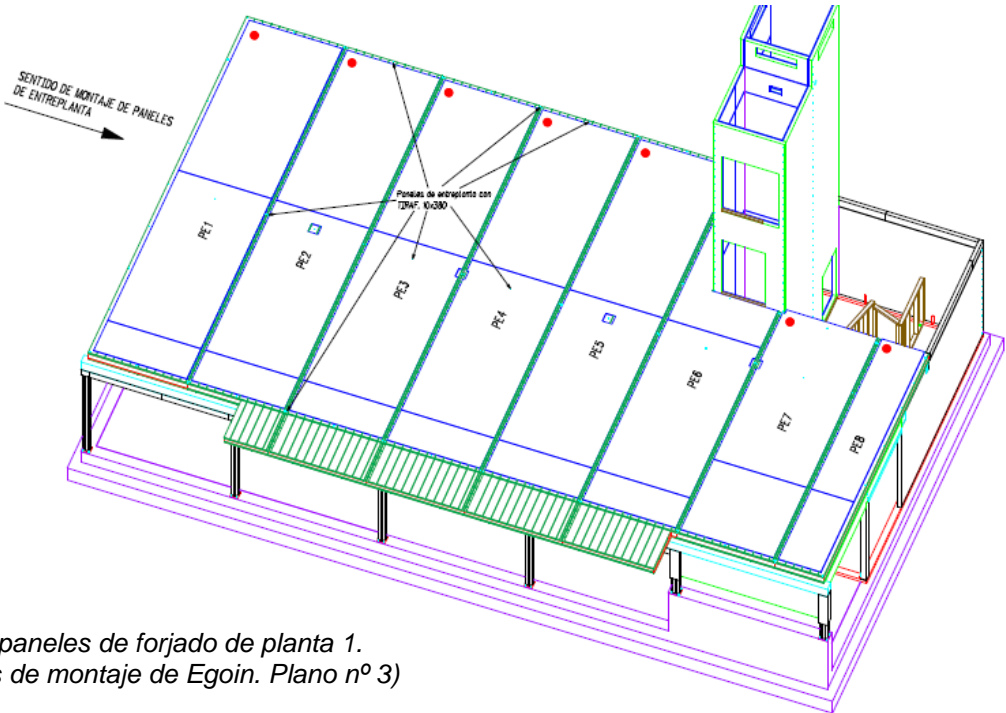 SENTIDO DE MONTAJE DE PANELES
DE ENTREPLANTA
Paneles de entreplanta con
TIRAF. 10x380
PE1
PE2
PE3
PE4
PE5
PE6
PE7
PE8
paneles de forjado de planta 1.
s de montaje de Egoin. Plano nº 3)